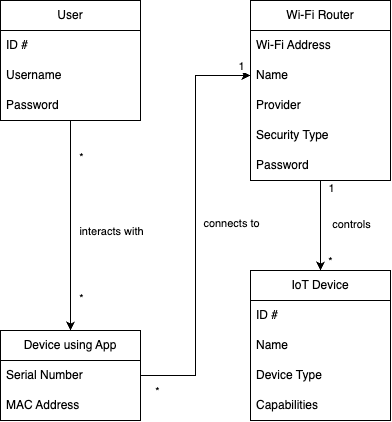 User
ID #
Username
Password
*
interacts with
*
Device using App
Serial Number
MAC Address
*
connects to
1
Wi-Fi Router
Wi-Fi Address
Name
Provider
Security Type
Password
1
controls
*
IoT Device
ID #
Name
Device Type
Capabilities